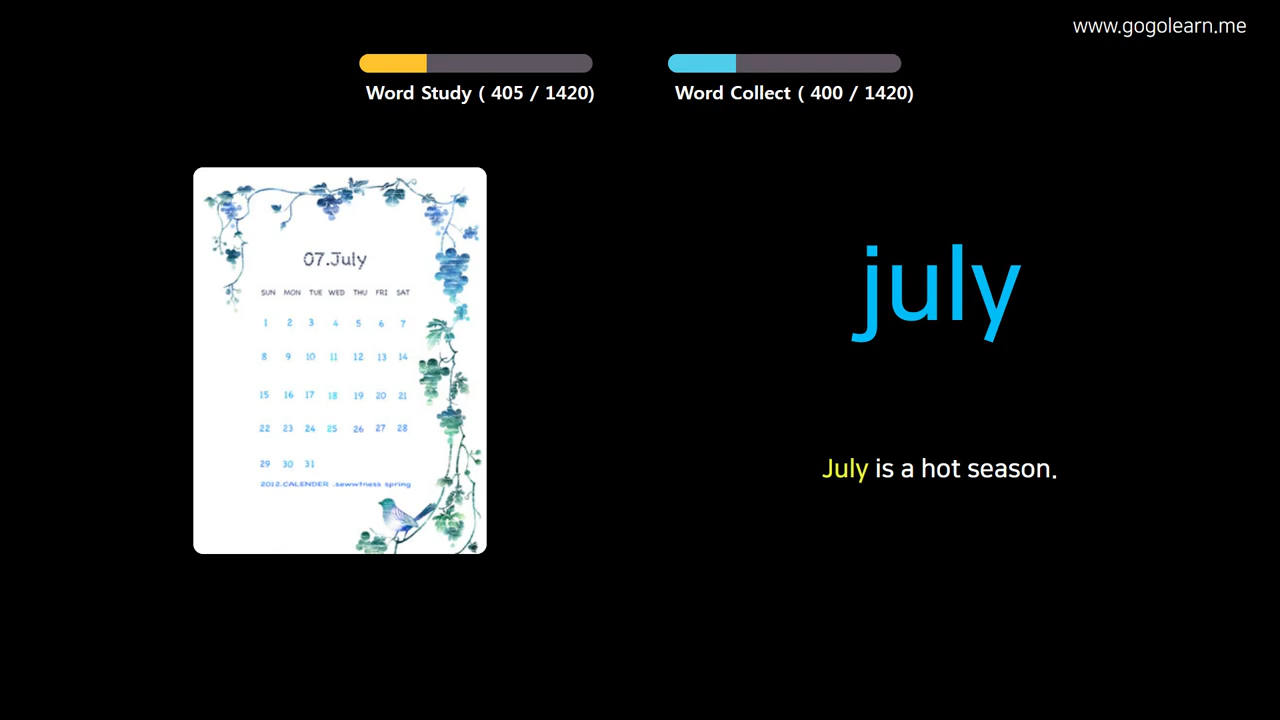 www.gogolearn.me
Word Study ( 405 / 1420)
Word Collect ( 400 / 1420)
07.July
SUN MON TUE WED THU FRI SAT
1 2 3 4 5 6 7
8 9 10 11 12 13 14
15 16 17 18 19 20 21
22 23 24 25 26 27 28
29 30 31
2012.CALENDER .sewwtness spring
july
July is a hot season.